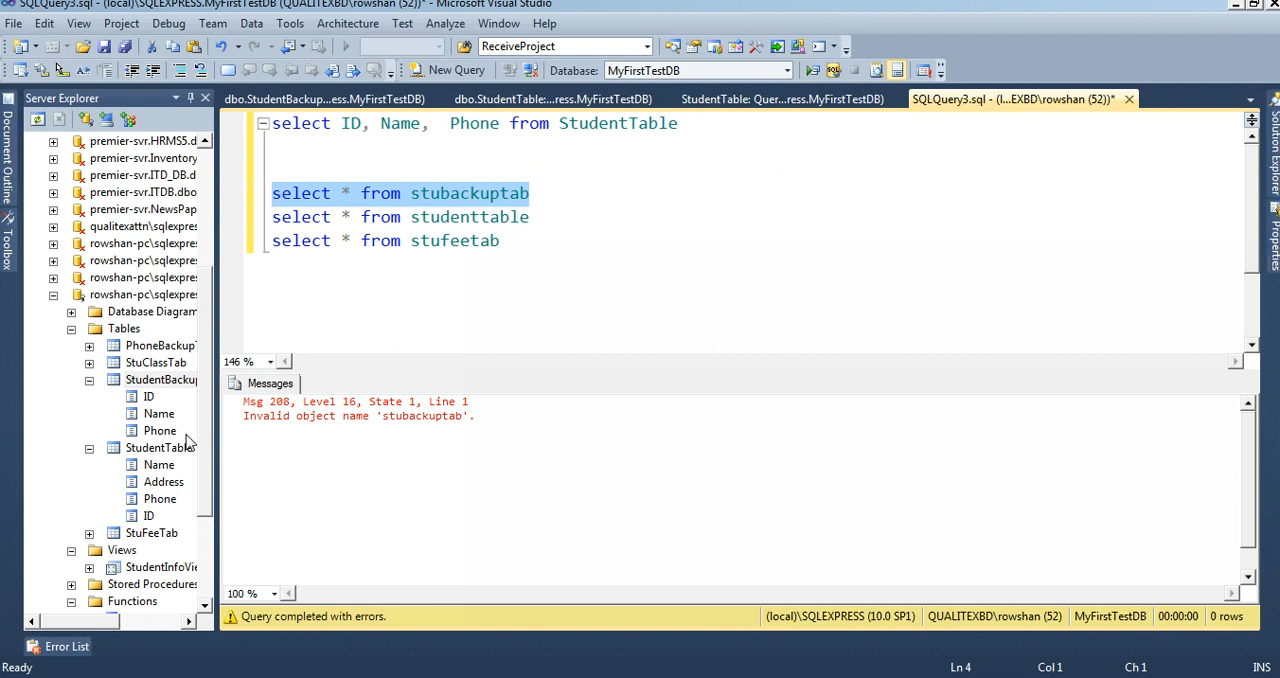 SQLQuery3.sql - (local)\SQLEXPRESS.MyFirstTestDB (QUALITEXBD\rowshan (52))* - Microsoft Visual Studio
File Edit View Project Debug Team Data Tools Architecture Test Analyze Window Help
ReceiveProject
New Query Database: MyFirstTestDB
Server Explorer
dbo.StudentBackup...ess.MyFirstTestDB) dbo.StudentTable:...ress.MyFirstTestDB) StudentTable: Quer...ress.MyFirstTestDB) SQLQuery3.sql - (l...EXBD\rowshan (52))*
Document Outline
Toolbox
Solution Explorer
Properties
premier-svr.HRMS5.d
premier-svr.Inventory
premier-svr.ITD_DB.d
premier-svr.ITDB.dbo
premier-svr.NewsPap
qualitexattn\sqlexpres
rowshan-pc\sqlexpres
rowshan-pc\sqlexpres
rowshan-pc\sqlexpres
rowshan-pc\sqlexpres
Database Diagram
Tables
PhoneBackupT
StuClassTab
StudentBackup
ID
Name
Phone
StudentTable
Name
Address
Phone
ID
StuFeeTab
Views
StudentInfoVie
Stored Procedures
Functions
select ID, Name, Phone from StudentTable
select * from stubackuptab
select * from studenttable
select * from stufeetab
146 %
Messages
Msg 208, Level 16, State 1, Line 1
Invalid object name 'stubackuptab'.
100 %
Query completed with errors. (local)\SQLEXPRESS (10.0 SP1) QUALITEXBD\rowshan (52) MyFirstTestDB 00:00:00 0 rows
Error List
Ready Ln 4 Col 1 Ch 1 INS